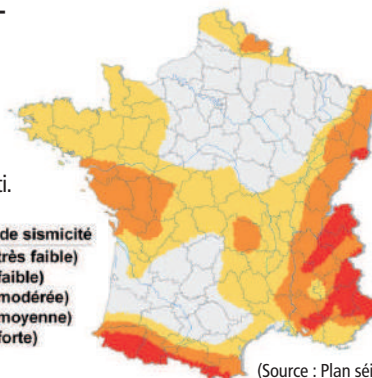 ti.
de sismicité
très faible)
faible)
modérée)
moyenne)
forte)
(Source : Plan séi